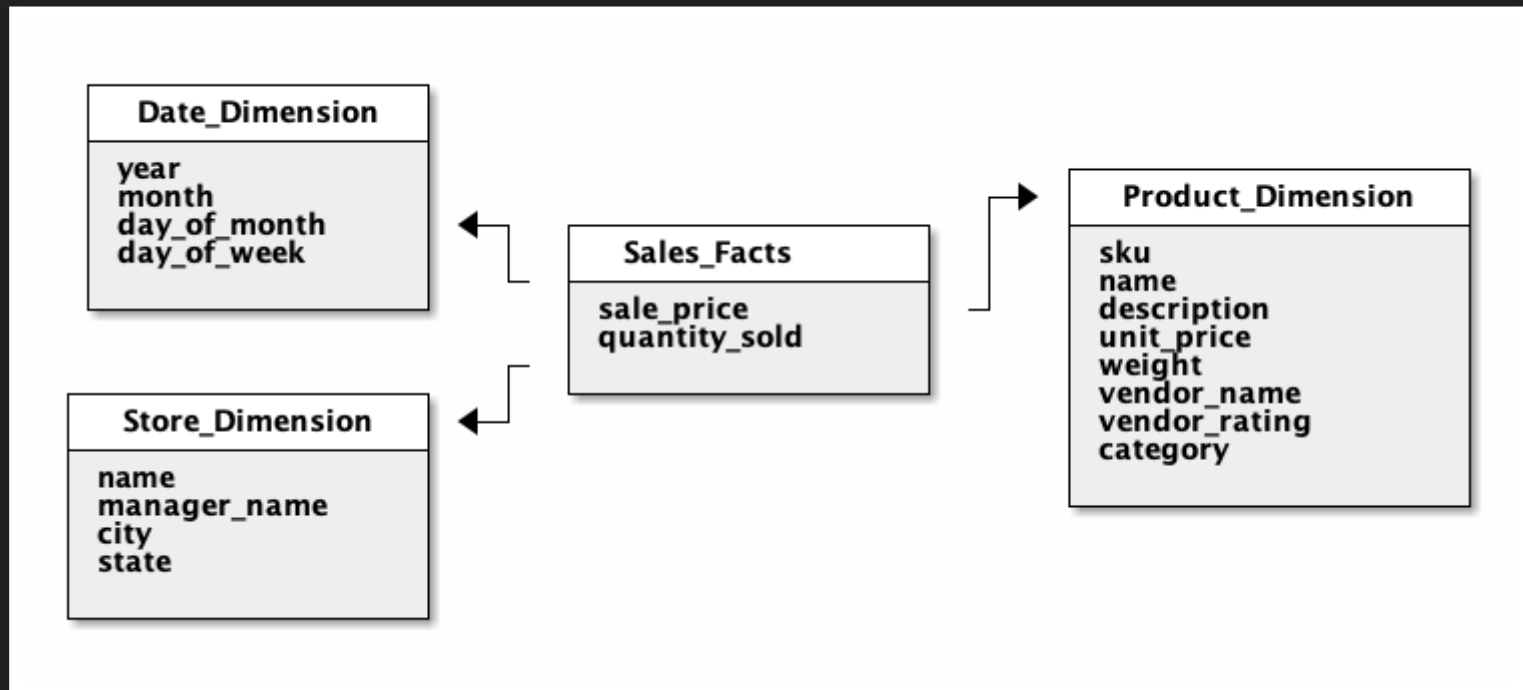 Date_Dimension
year
month
day_of_month
day_of_week
Store_Dimension
name
manager_name
city
state
Sales_Facts
sale_price
quantity_sold
Product_Dimension
sku
name
description
unit_price
weight
vendor_name
vendor_rating
category